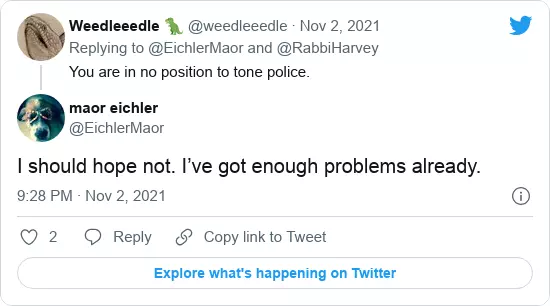 Weedleeedle 🦖 @weedleeedle · Nov 2, 2021
Replying to @EichlerMaor and @RabbiHarvey
You are in no position to tone police.
maor eichler
@EichlerMaor
I should hope not. I’ve got enough problems already.
9:28 PM · Nov 2, 2021
2 Reply Copy link to Tweet
Explore what's happening on Twitter